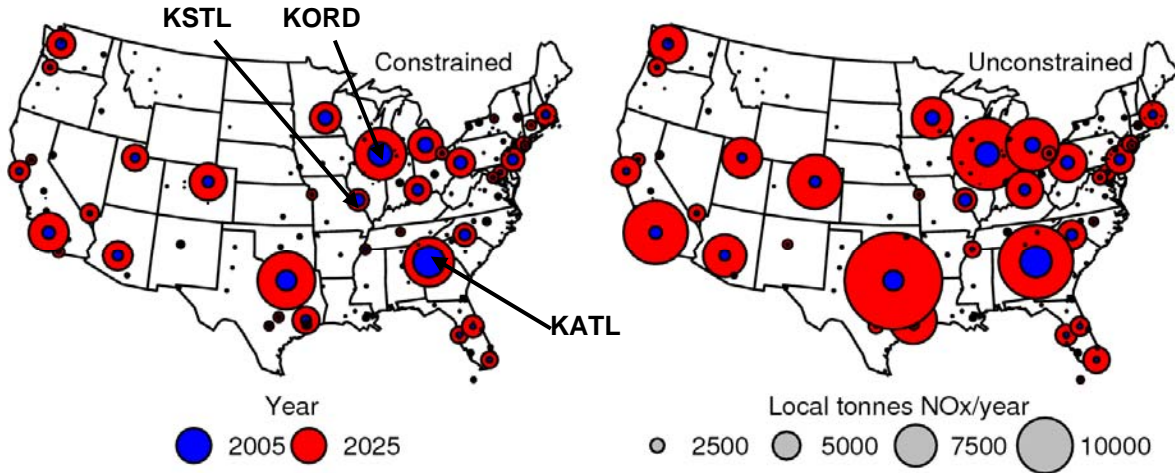 KSTL KORD
Constrained
Unconstrained
KATL
Year
2005 2025
Local tonnes NOx/year
2500 5000 7500 10000